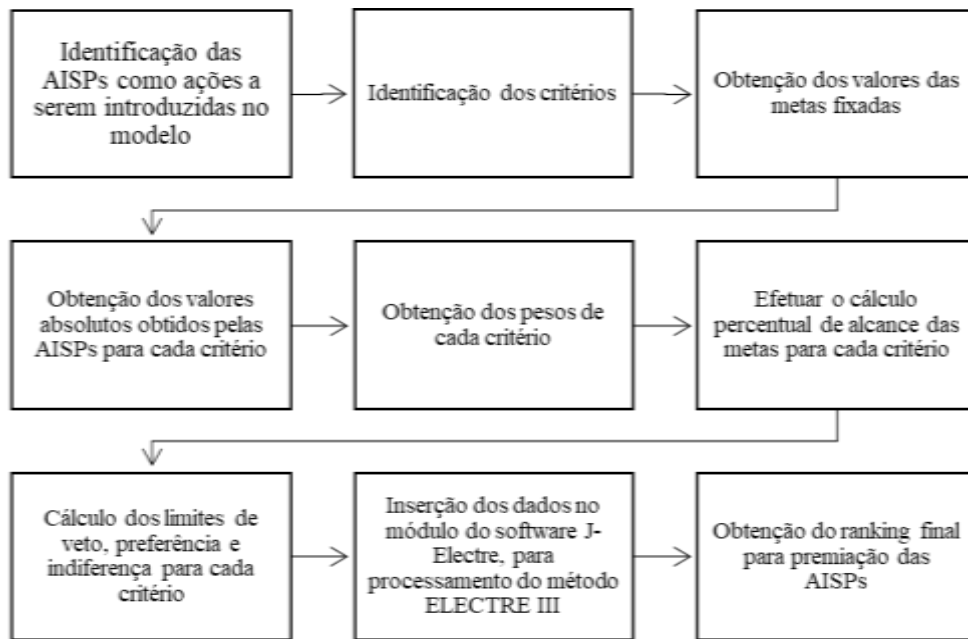 Identificação das
AISPs como ações a
serem introduzidas no
modelo
Identificação dos critérios
Obtenção dos valores das
metas fixadas
Obtenção dos valores
absolutos obtidos pelas
AISPs para cada critério
Obtenção dos pesos de
cada critério
Efetuar o cálculo
percentual de alcance das
metas para cada critério
Cálculo dos limites de
veto, preferência e
indiferença para cada
critério
Inserção dos dados no
módulo do software J-
Electre, para
processamento do método
ELECTRE III
Obtenção do ranking final
para premiação das
AISPs